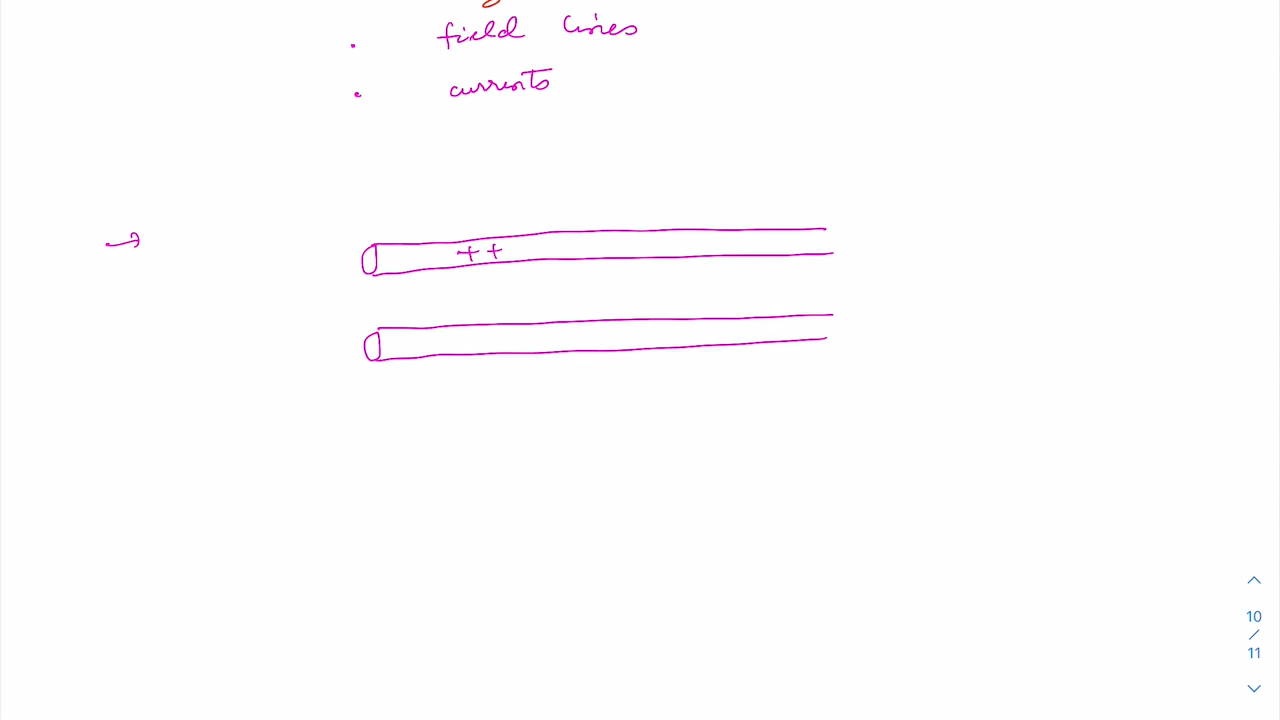 . field lines
. currents
→
++
10
/
11